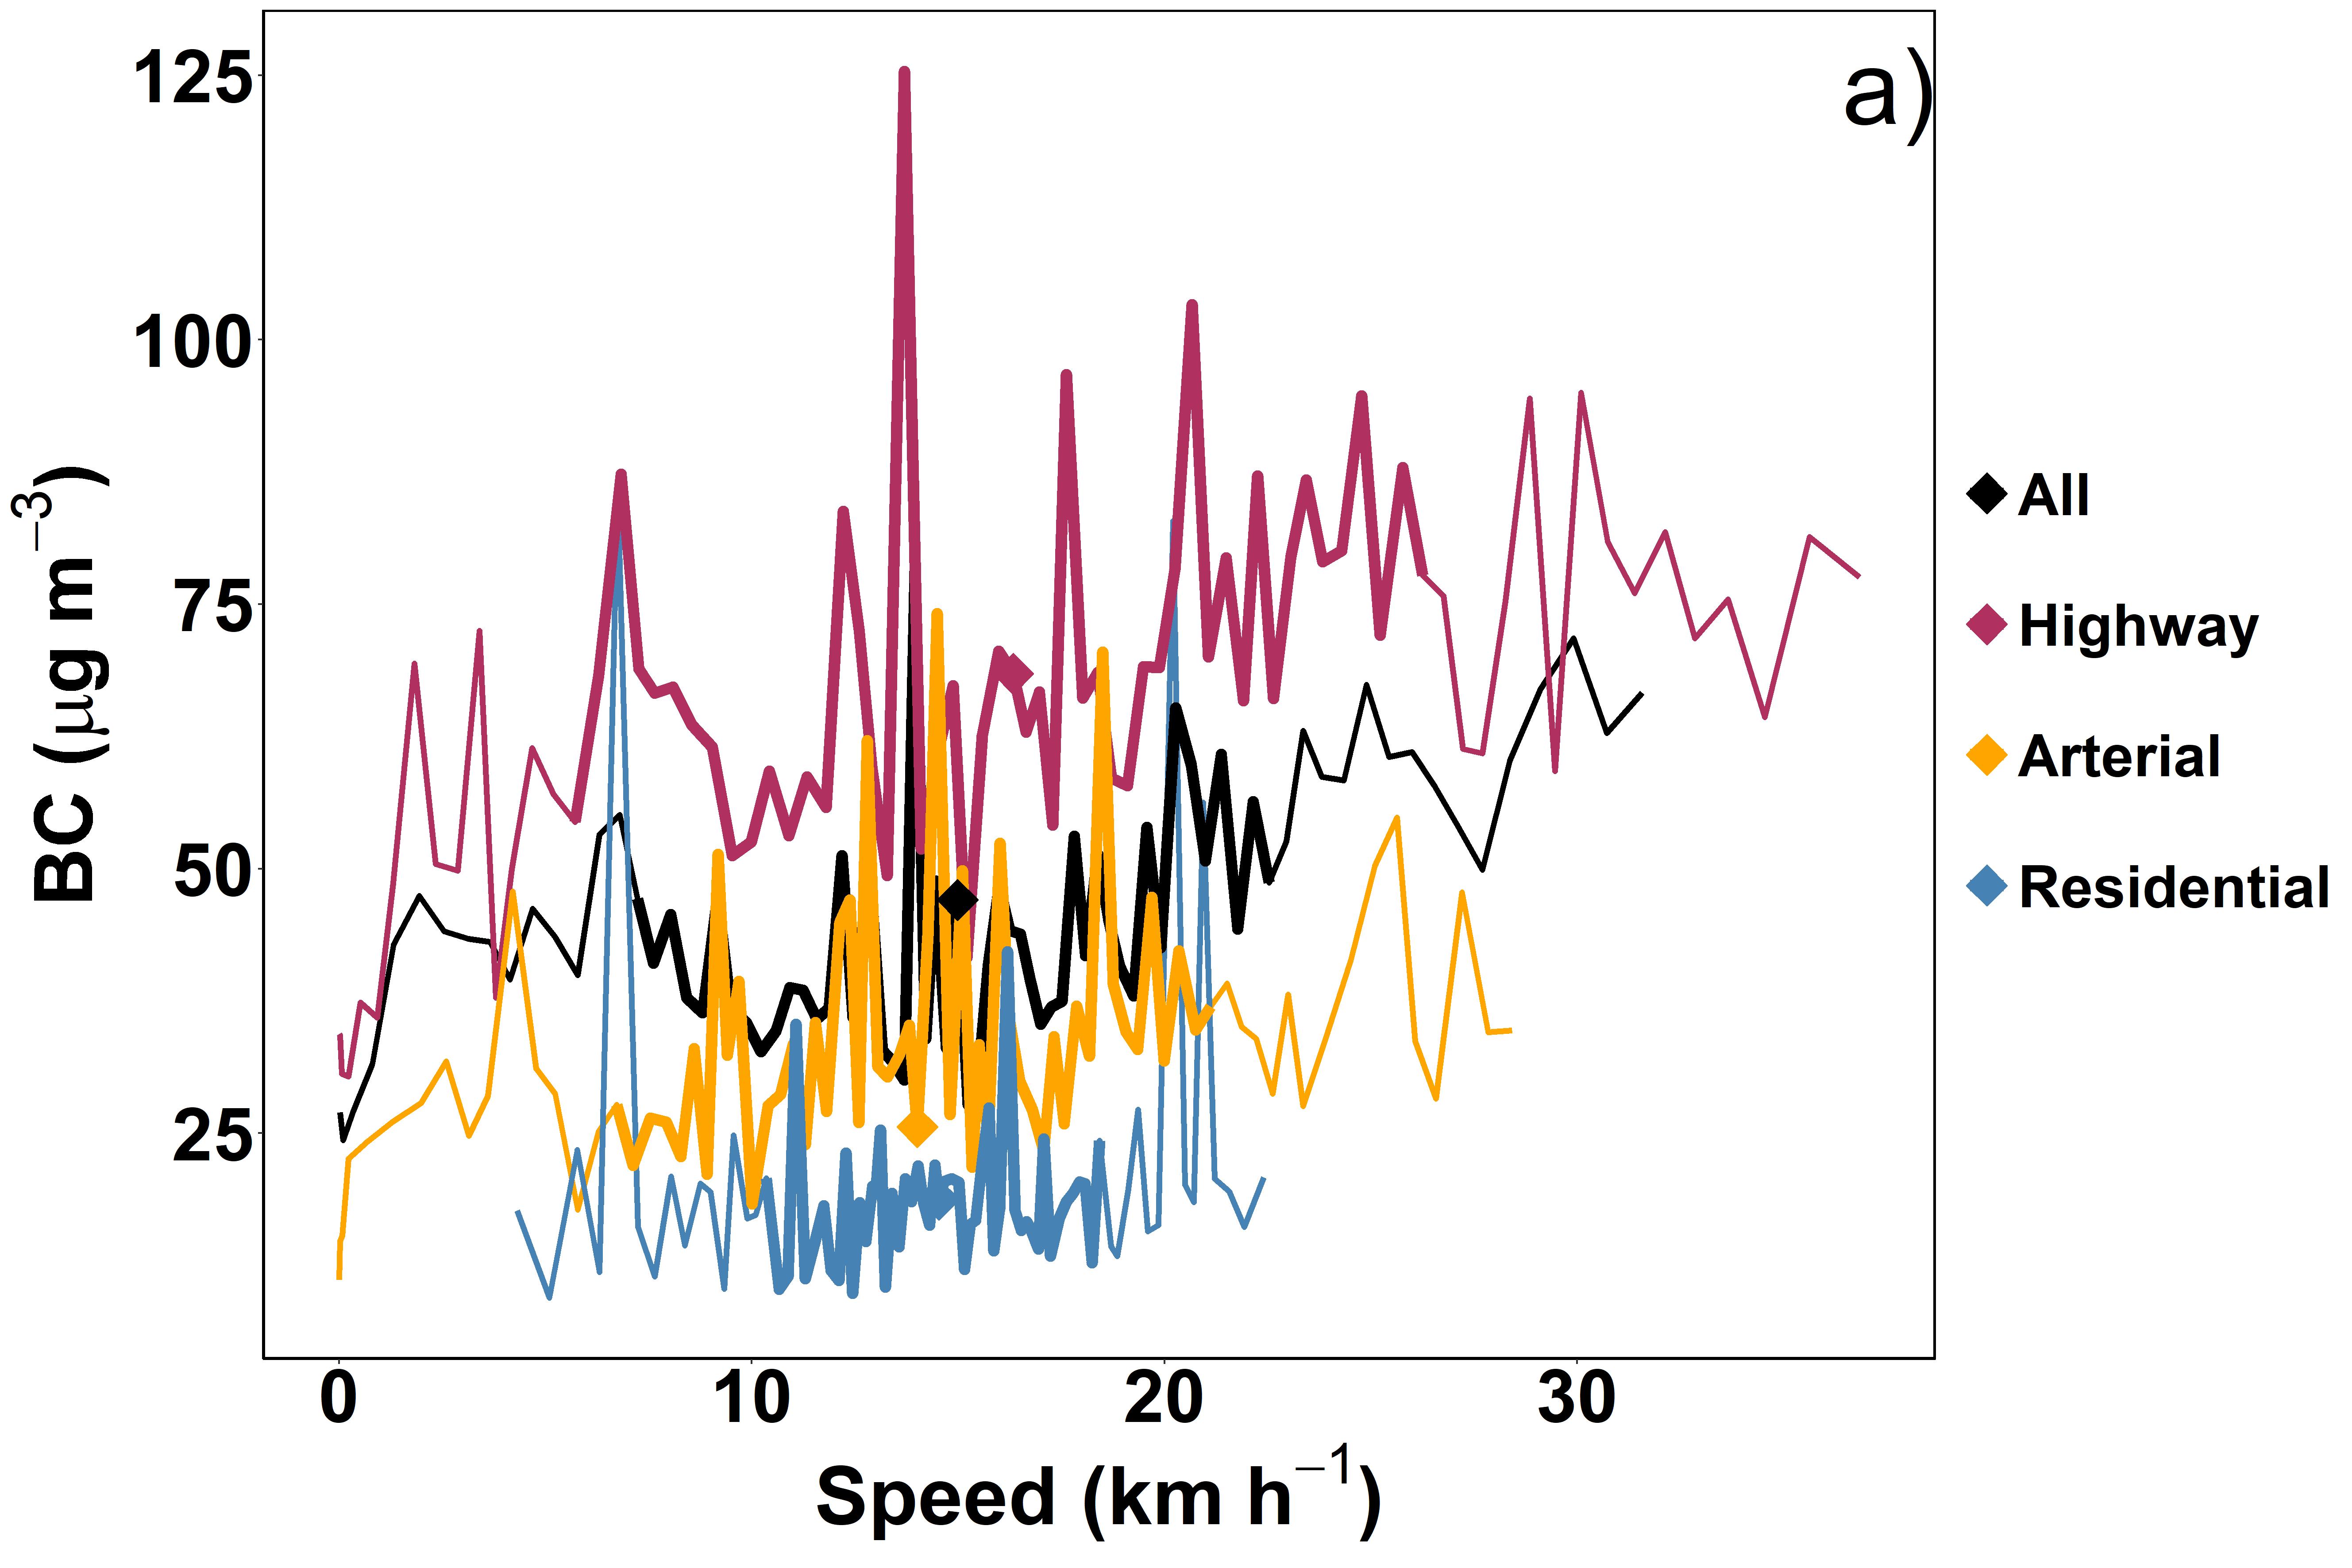 a)
125
100
75
50
25
BC (μg m⁻³)
0 10 20 30
Speed (km h⁻¹)
All
Highway
Arterial
Residential